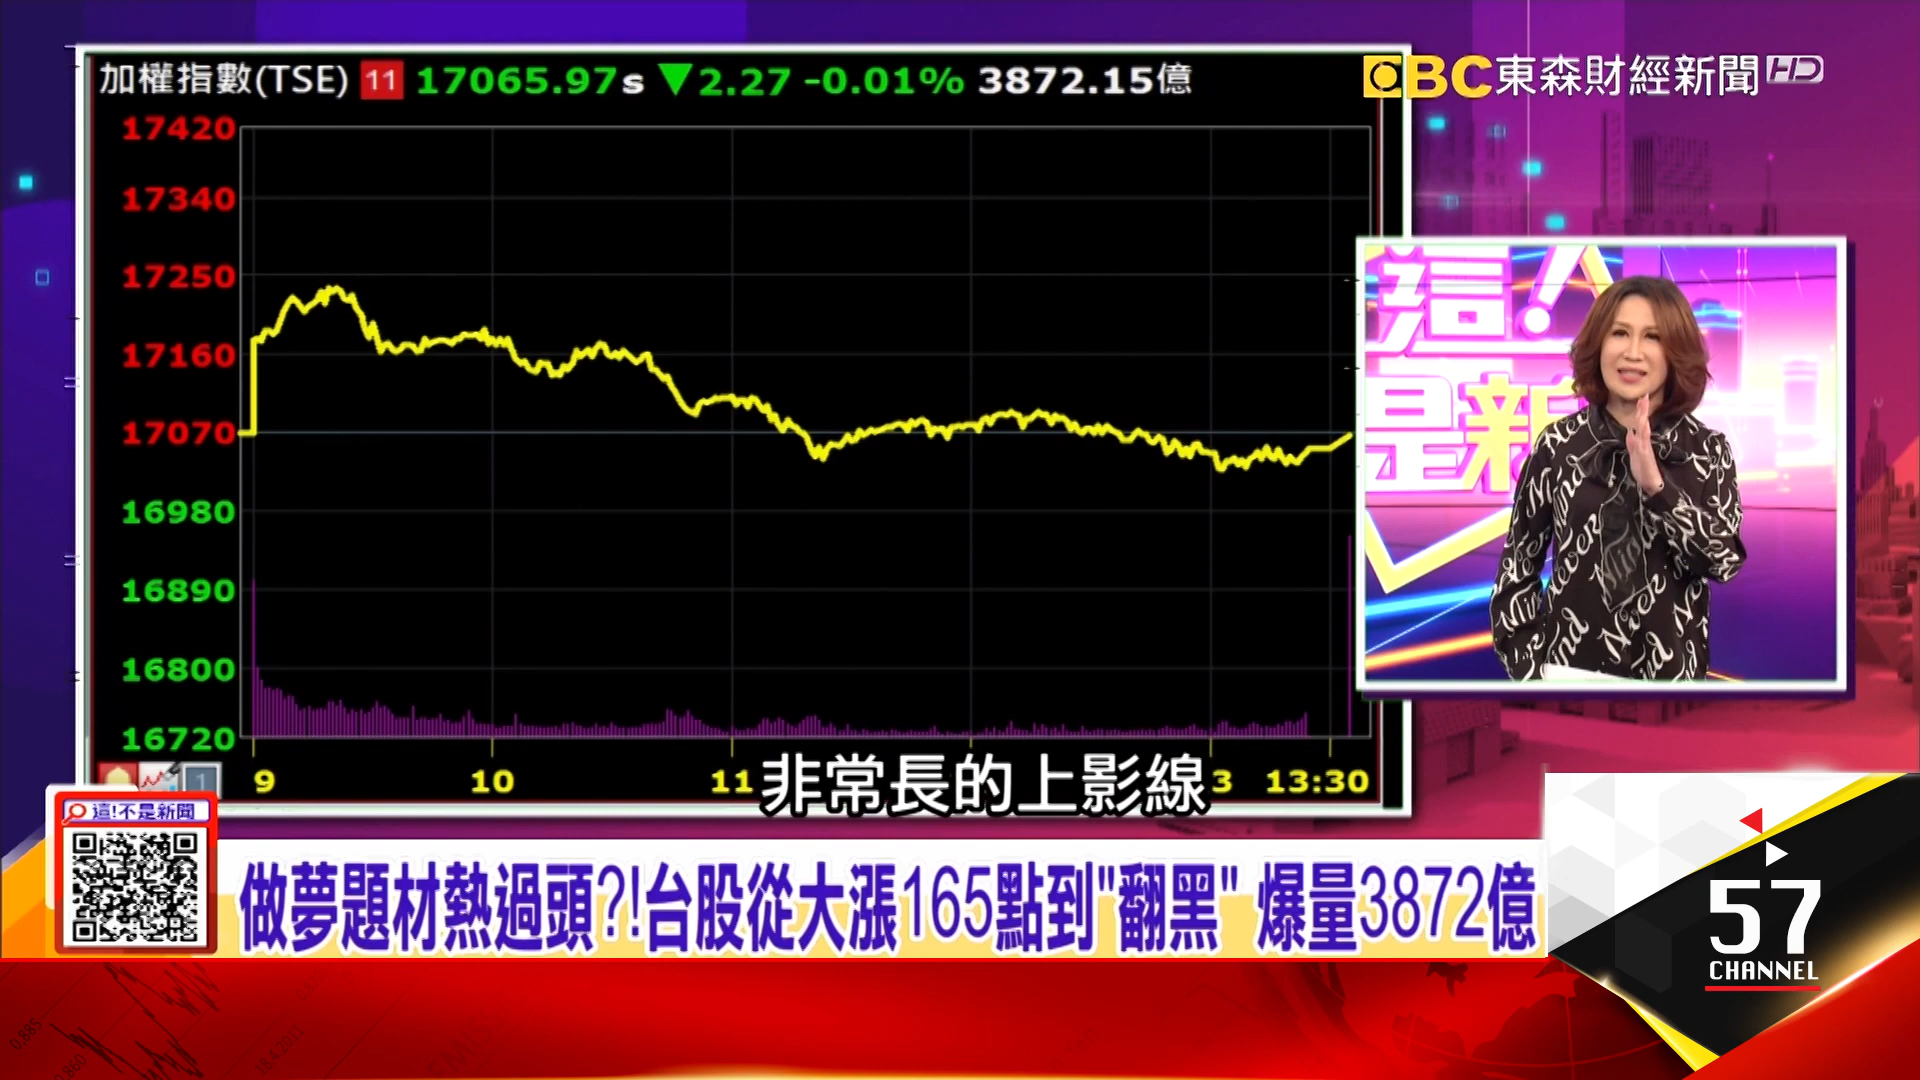 加權指數(TSE) 11 17065.97s ▼2.27 -0.01% 3872.15億
EBC東森財經新聞HD
17420
17340
17250
17160
17070
16980
16890
16800
16720
9 10 11 3 13:30
這!
是新
非常長的上影線
這!不是新聞
做夢題材熱過頭?!台股從大漲165點到"翻黑" 爆量3872億
57
CHANNEL